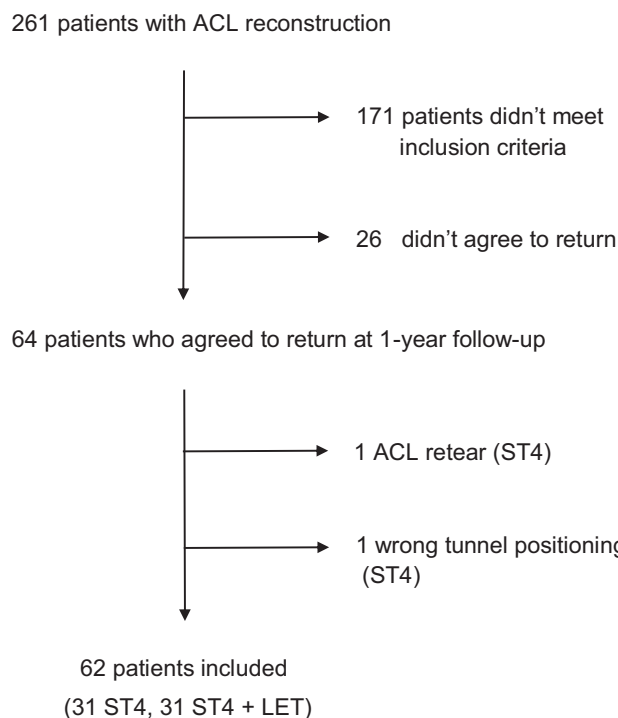 261 patients with ACL reconstruction
171 patients didn’t meet
inclusion criteria
26 didn’t agree to return
64 patients who agreed to return at 1-year follow-up
1 ACL retear (ST4)
1 wrong tunnel positioning
(ST4)
62 patients included
(31 ST4, 31 ST4 + LET)